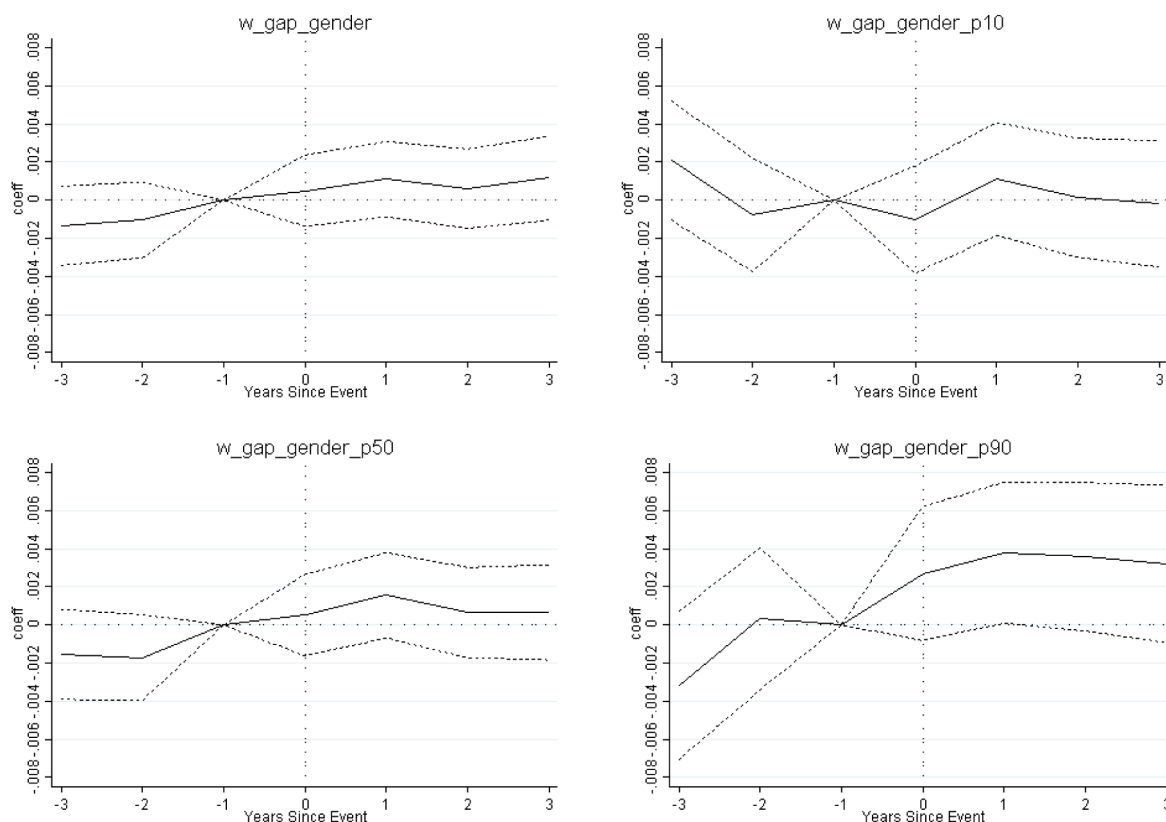 w_gap_gender
.008
.006
.004
.002
0
-.002
-.004
-.006
-.008
coeff
-3 -2 -1 0 1 2 3
Years Since Event
w_gap_gender_p10
.008
.006
.004
.002
0
-.002
-.004
-.006
-.008
coeff
-3 -2 -1 0 1 2 3
Years Since Event
w_gap_gender_p50
.008
.006
.004
.002
0
-.002
-.004
-.006
-.008
coeff
-3 -2 -1 0 1 2 3
Years Since Event
w_gap_gender_p90
.008
.006
.004
.002
0
-.002
-.004
-.006
-.008
coeff
-3 -2 -1 0 1 2 3
Years Since Event